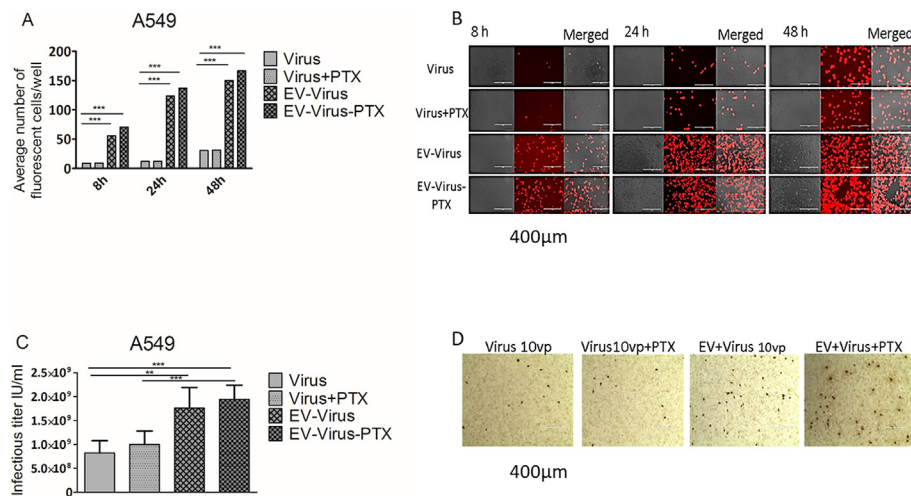 A
A549
Average number of
fluorescent cells/well
200
150
100
50
0
***
***
***
***
***
***
8h
24h
48h
Virus
Virus+PTX
EV-Virus
EV-Virus-PTX
B
8 h
Merged
24 h
Merged
48 h
Merged
Virus
Virus+PTX
EV-Virus
EV-Virus-
PTX
400µm
C
A549
Infectious titer IU/ml
2.5×10⁹
2.0×10⁹
1.5×10⁹
1.0×10⁹
5.0×10⁸
0
***
**
***
Virus
Virus+PTX
EV-Virus
EV-Virus-PTX
D
Virus 10vp
Virus10vp+PTX
EV+Virus 10vp
EV+Virus+PTX
400µm